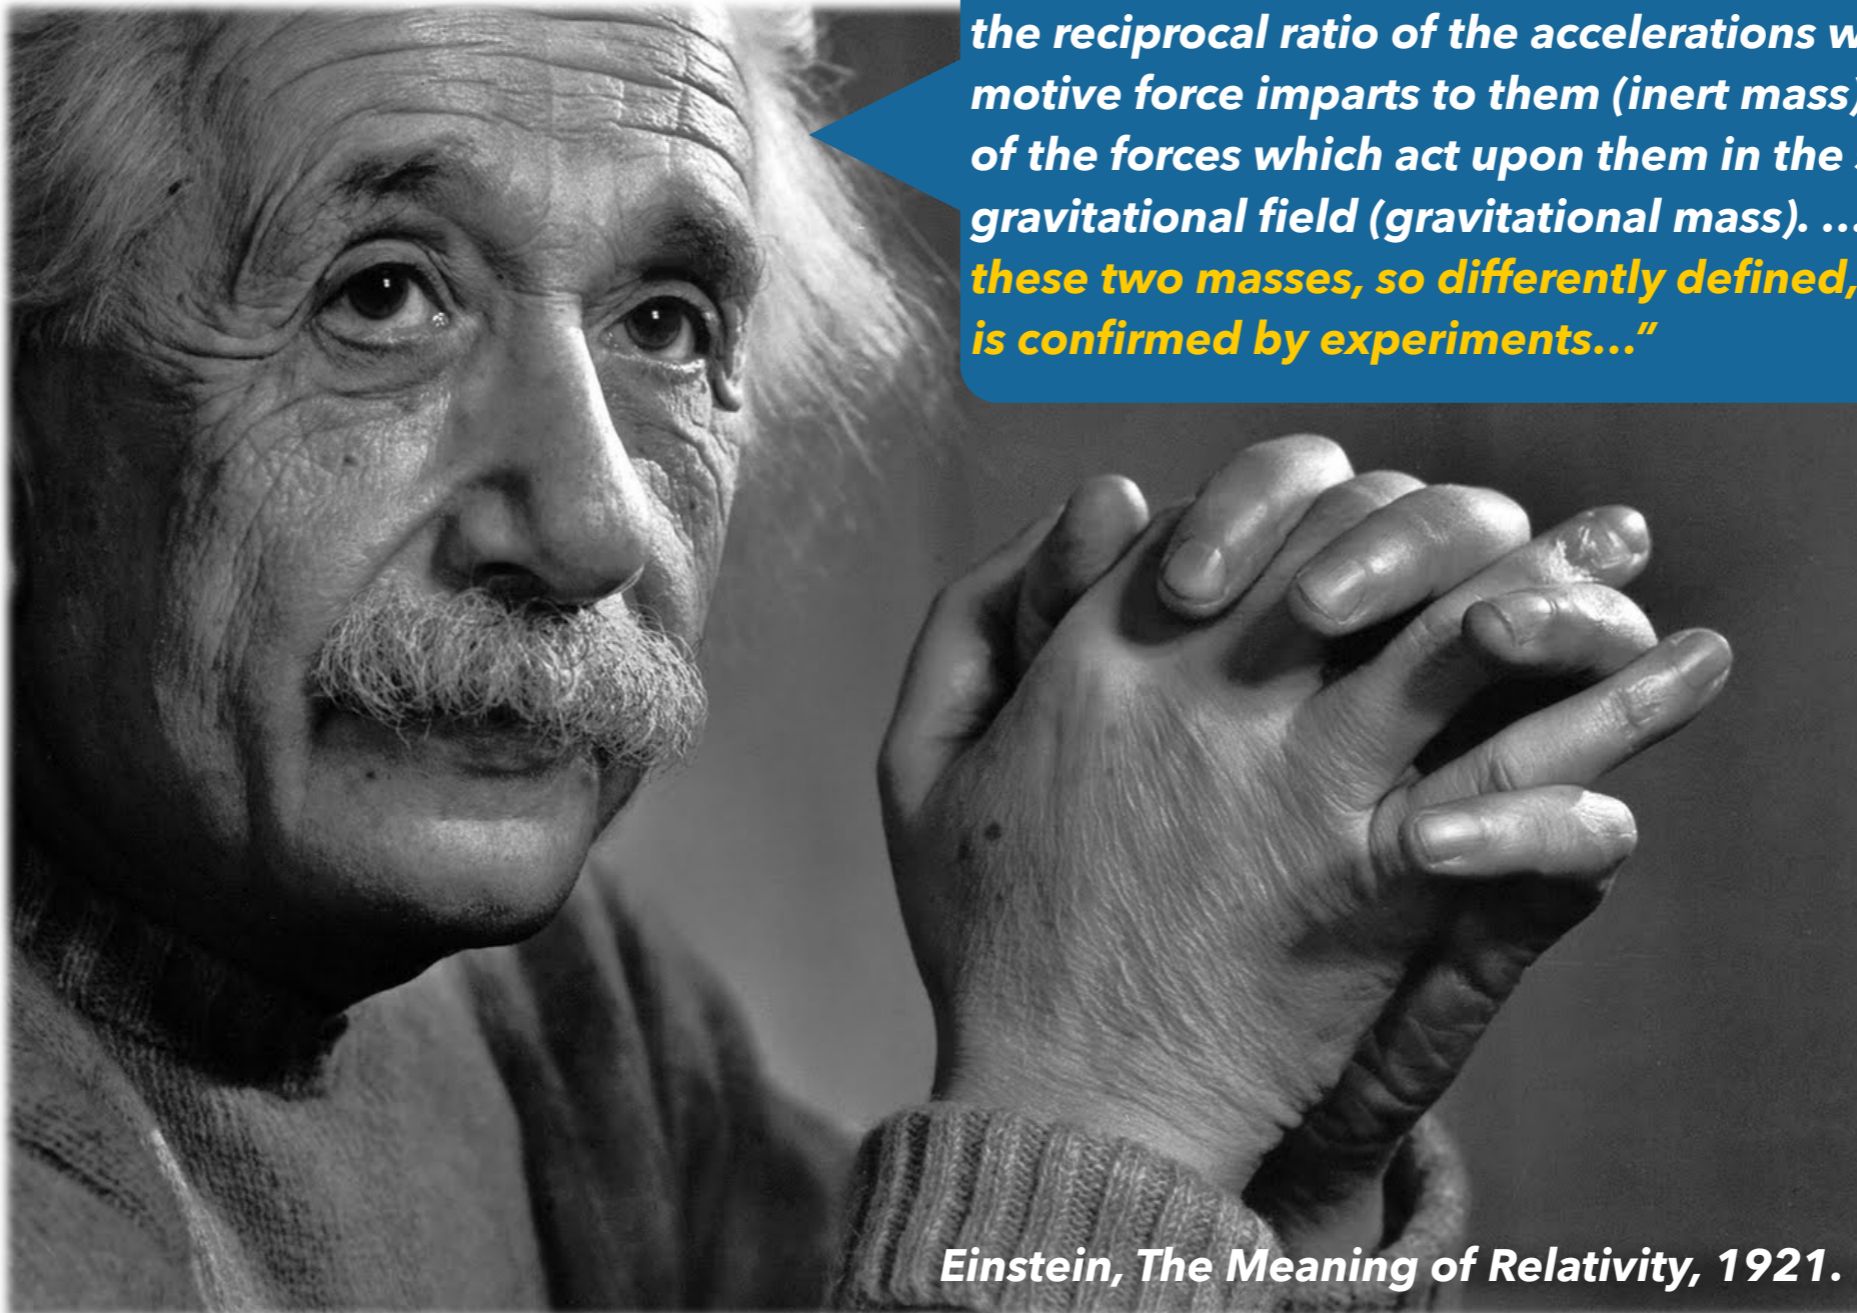 the reciprocal ratio of the accelerations
motive force imparts to them (inert mass)
of the forces which act upon them in the
gravitational field (gravitational mass). …
these two masses, so differently defined,
is confirmed by experiments…”
Einstein, The Meaning of Relativity, 1921.